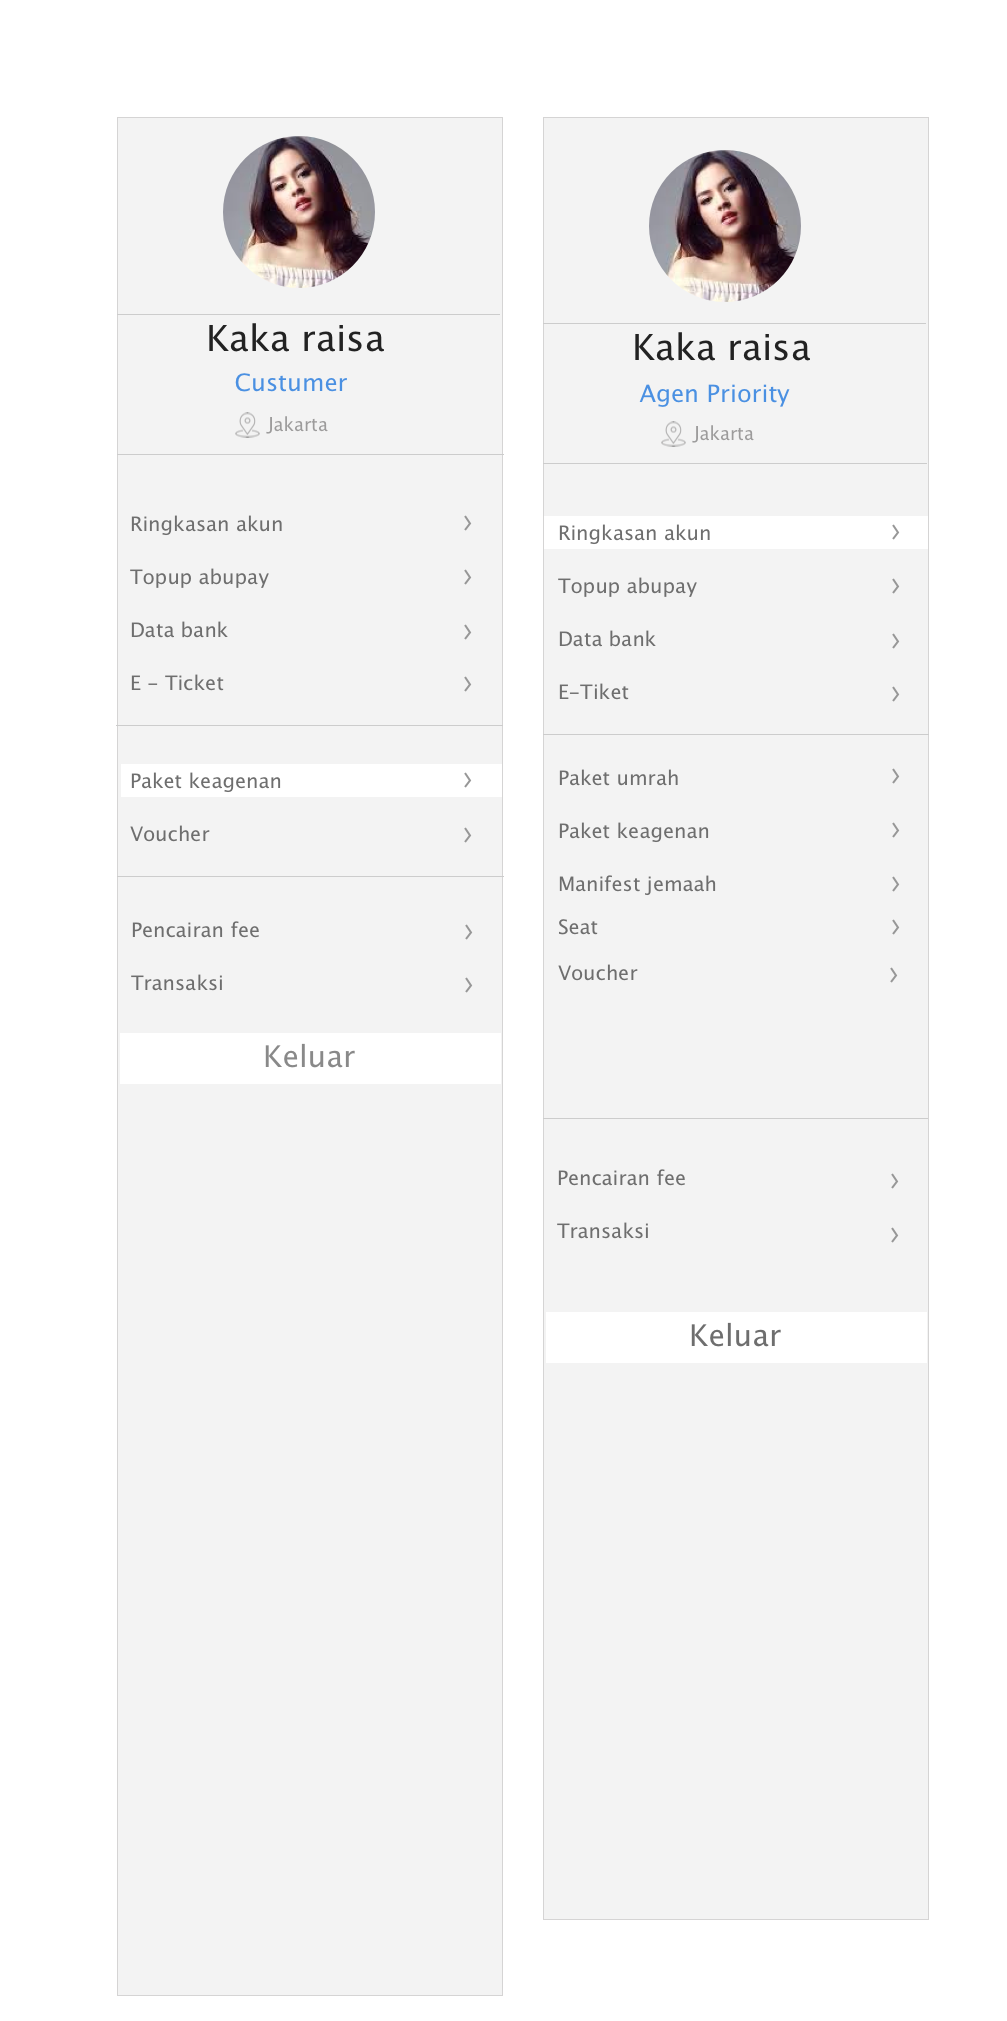 Kaka raisa
Custumer
Jakarta
Ringkasan akun
Topup abupay
Data bank
E - Ticket
Paket keagenan
Voucher
Pencairan fee
Transaksi
Keluar
Kaka raisa
Agen Priority
Jakarta
Ringkasan akun
Topup abupay
Data bank
E-Tiket
Paket umrah
Paket keagenan
Manifest jemaah
Seat
Voucher
Pencairan fee
Transaksi
Keluar